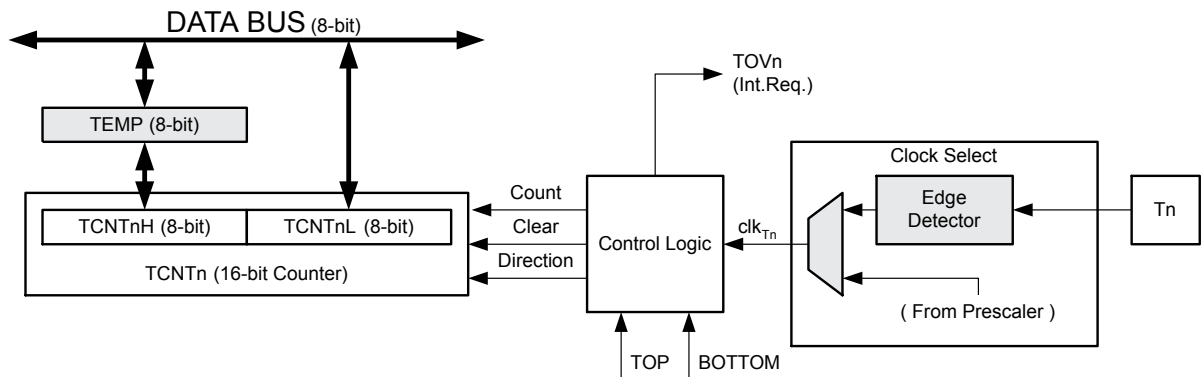 DATA BUS (8-bit)
TOVn
(Int.Req.)
TEMP (8-bit)
Clock Select
Count
Edge
Detector
Tn
TCNTnH (8-bit)
TCNTnL (8-bit)
Clear
Control Logic
clkTn
TCNTn (16-bit Counter)
Direction
( From Prescaler )
TOP
BOTTOM